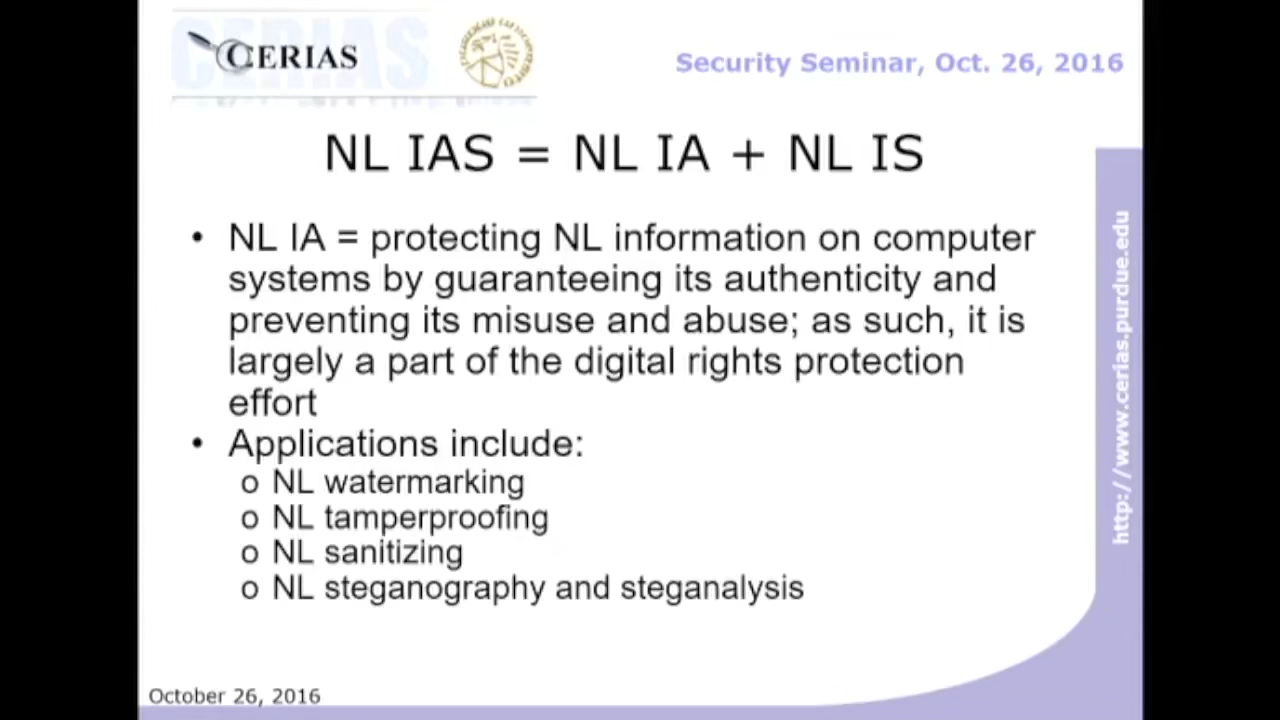 CERIAS
Security Seminar, Oct. 26, 2016
NL IAS = NL IA + NL IS
• NL IA = protecting NL information on computer
systems by guaranteeing its authenticity and
preventing its misuse and abuse; as such, it is
largely a part of the digital rights protection
effort
• Applications include:
o NL watermarking
o NL tamperproofing
o NL sanitizing
o NL steganography and steganalysis
http://www.cerias.purdue.edu
October 26, 2016